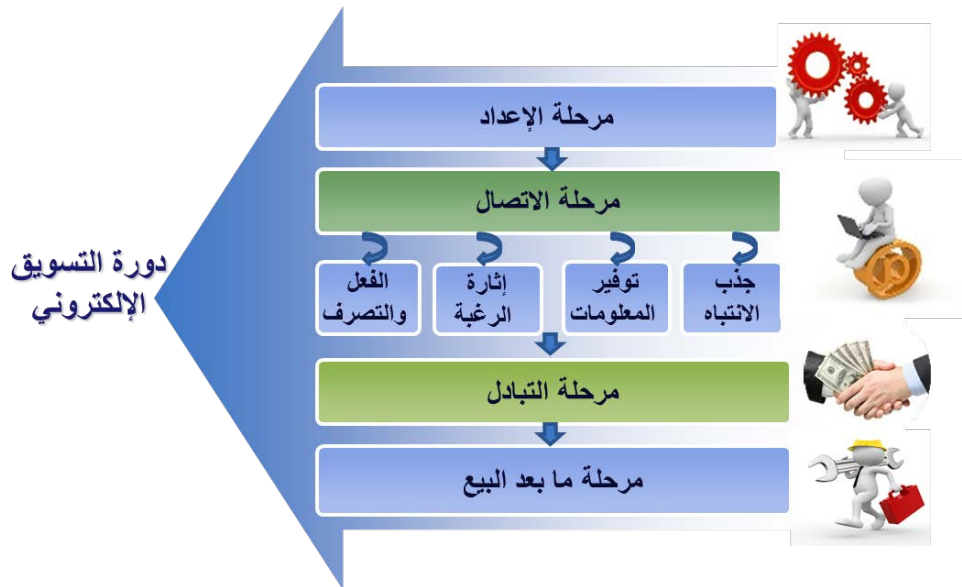 مرحلة الإعداد
مرحلة الاتصال
جذب
الانتباه
توفير
المعلومات
إثارة
الرغبة
الفعل
والتصرف
مرحلة التبادل
مرحلة ما بعد البيع
دورة التسويق
الإلكتروني